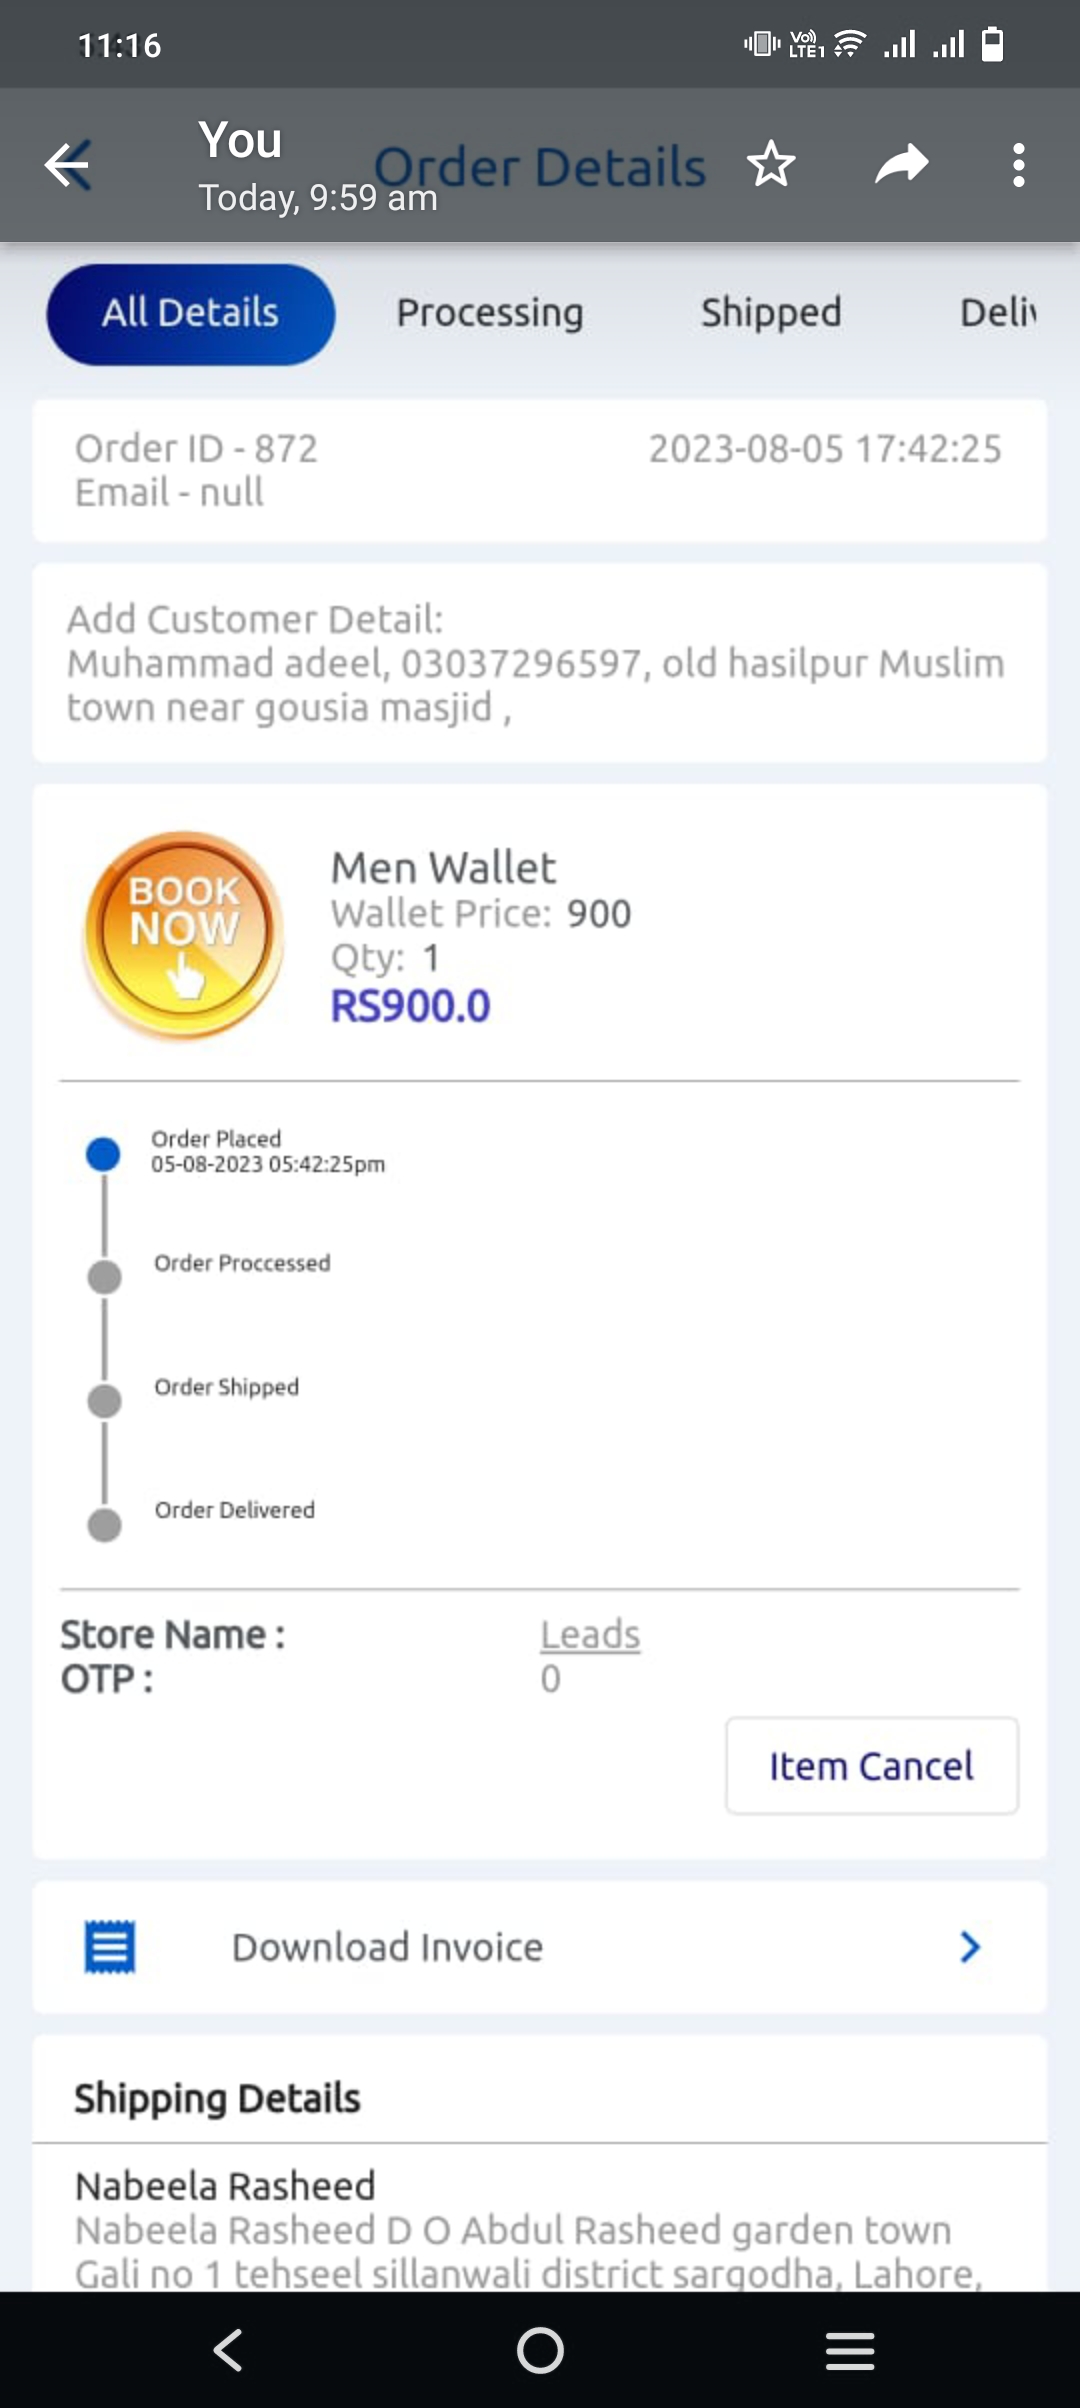 11:16
Vo))
LTE1
You
Order Details
Today, 9:59 am
All Details
Processing
Shipped
Order ID - 872
2023-08-05 17:42:25
Email - null
Add Customer Detail:
Muhammad adeel, 03037296597, old hasilpur Muslim
town near gousia masjid ,
BOOK
NOW
Men Wallet
Wallet Price: 900
Qty: 1
RS900.0
Order Placed
05-08-2023 05:42:25pm
Order Proccessed
Order Shipped
Order Delivered
Store Name :
Leads
OTP :
0
Item Cancel
Download Invoice
Shipping Details
Nabeela Rasheed
Nabeela Rasheed D O Abdul Rasheed garden town
Gali no 1 tehseel sillanwali district sargodha, Lahore,